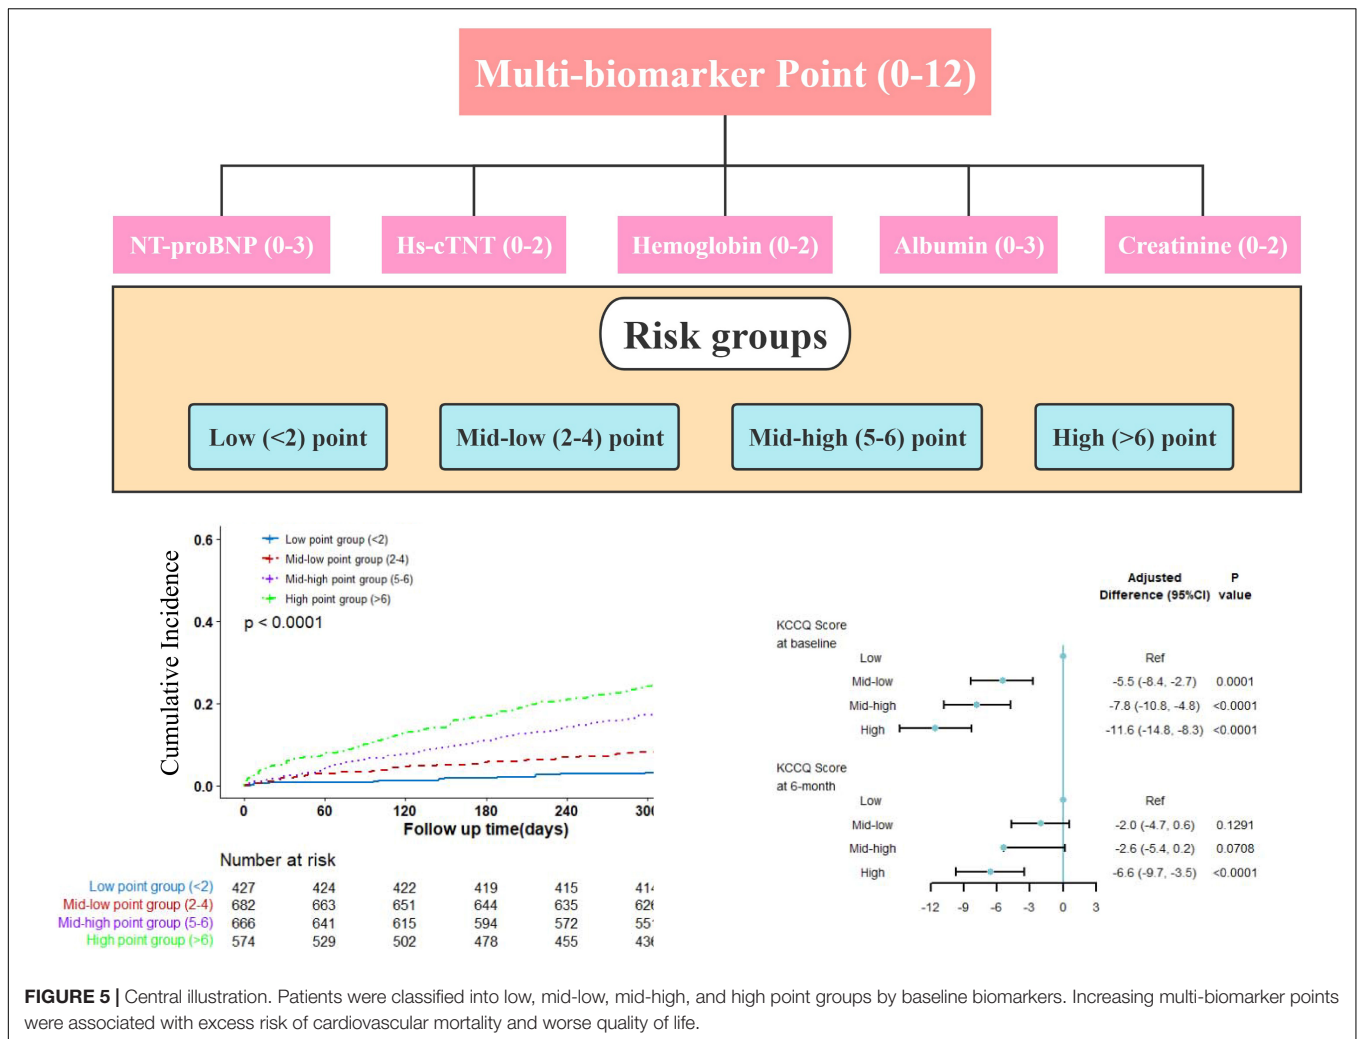 Multi-biomarker Point (0-12)
NT-proBNP (0-3)
Hs-cTNT (0-2)
Hemoglobin (0-2)
Albumin (0-3)
Creatinine (0-2)
Risk groups
Low (<2) point
Mid-low (2-4) point
Mid-high (5-6) point
High (>6) point
Cumulative Incidence
0.6
0.4
0.2
0.0
Low point group (<2)
Mid-low point group (2-4)
Mid-high point group (5-6)
High point group (>6)
p < 0.0001
0 60 120 180 240 300
Follow up time(days)
Number at risk
Low point group (<2) 427 424 422 419 415 414
Mid-low point group (2-4) 682 663 651 644 635 626
Mid-high point group (5-6) 666 641 615 594 572 551
High point group (>6) 574 529 502 478 455 436
Adjusted P
Difference (95%CI) value
KCCQ Score
at baseline
Low Ref
Mid-low -5.5 (-8.4, -2.7) 0.0001
Mid-high -7.8 (-10.8, -4.8) <0.0001
High -11.6 (-14.8, -8.3) <0.0001
KCCQ Score
at 6-month
Low Ref
Mid-low -2.0 (-4.7, 0.6) 0.1291
Mid-high -2.6 (-5.4, 0.2) 0.0708
High -6.6 (-9.7, -3.5) <0.0001
-12 -9 -6 -3 0 3
FIGURE 5 | Central illustration. Patients were classified into low, mid-low, mid-high, and high point groups by baseline biomarkers. Increasing multi-biomarker points
were associated with excess risk of cardiovascular mortality and worse quality of life.